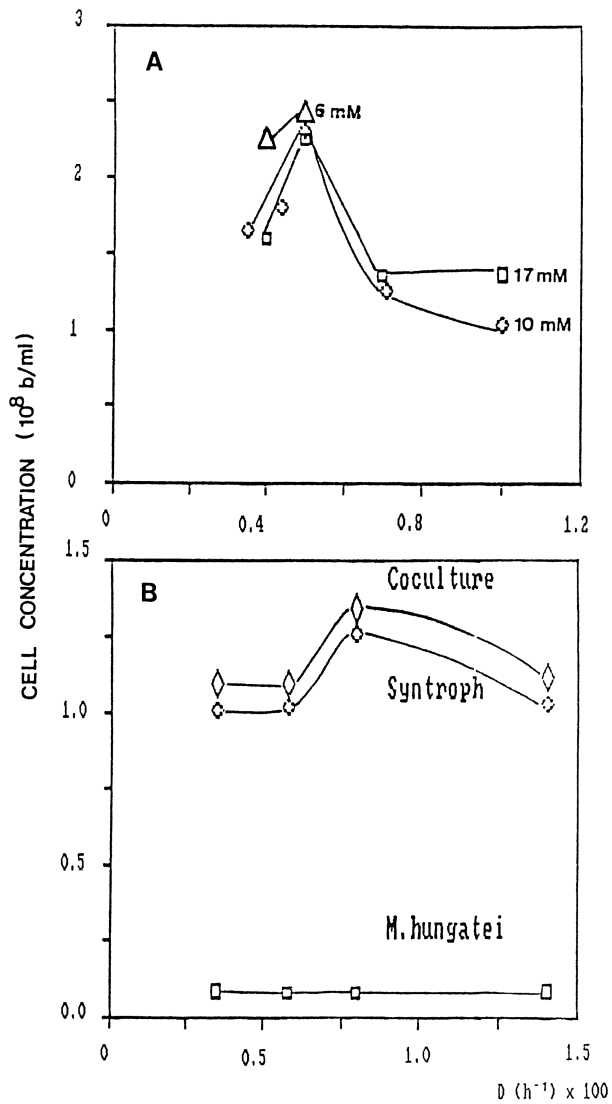 3
A
6 mM
2
17 mM
10 mM
1
0
0
0.4
0.8
1.2
CELL CONCENTRATION (10⁸ b/ml)
1.5
B
Coculture
1.0
Syntroph
0.5
M.hungatei
0.0
0
0.5
1.0
1.5
D (h⁻¹) x 100